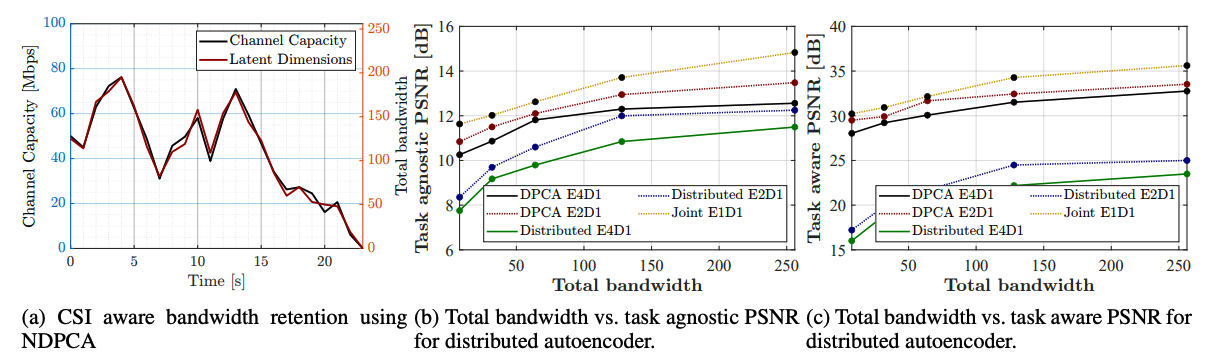 100
80
60
40
20
0
250
200
150
100
50
0
0
5
10
15
20
Channel Capacity [Mbps]
Time [s]
Total bandwidth
Channel Capacity
Latent Dimensions
16
14
12
10
8
6
50
100
150
200
250
Task agnostic PSNR [dB]
Total bandwidth
DPCA E4D1
DPCA E2D1
Distributed E4D1
Distributed E2D1
Joint E1D1
40
35
30
25
20
15
50
100
150
200
250
Task aware PSNR [dB]
Total bandwidth
DPCA E4D1
DPCA E2D1
Distributed E4D1
Distributed E2D1
Joint E1D1
(a) CSI aware bandwidth retention using
NDPCA
(b) Total bandwidth vs. task agnostic PSNR
for distributed autoencoder.
(c) Total bandwidth vs. task aware PSNR for
distributed autoencoder.